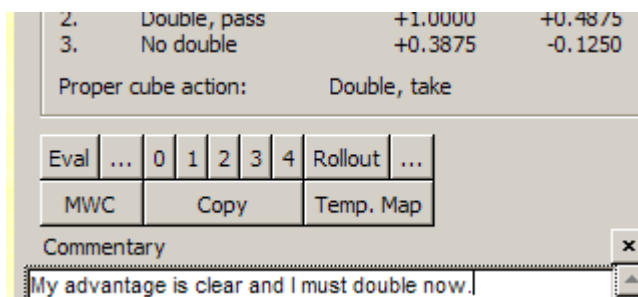 2. Double, pass +1.0000 +0.4875
3. No double +0.3875 -0.1250
Proper cube action: Double, take
Eval ... 0 1 2 3 4 Rollout ...
MWC Copy Temp. Map
Commentary x
My advantage is clear and I must double now.